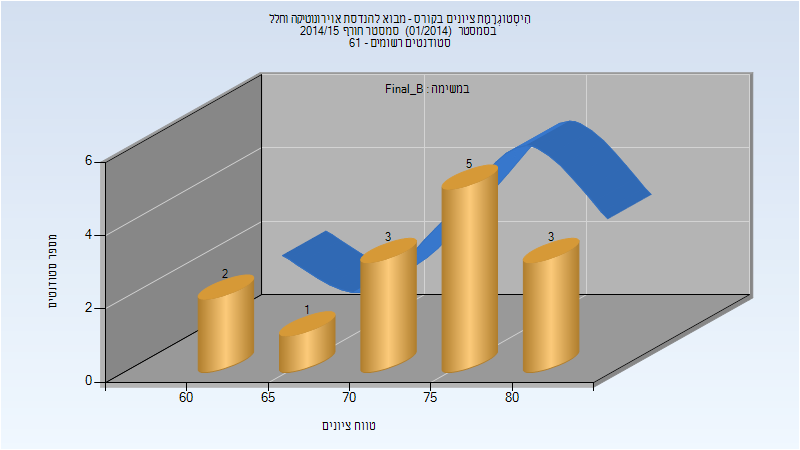 היסטוגרמת ציונים בקורס - מבוא להנדסת אוירונוטיקה וחלל
בסמסטר (01/2014) סמסטר חורף 2014/15
סטודנטים רשומים - 61
במשימה : Final_B
מספר סטודנטים
6
4
2
0
2
1
3
5
3
60 65 70 75 80
טווח ציונים